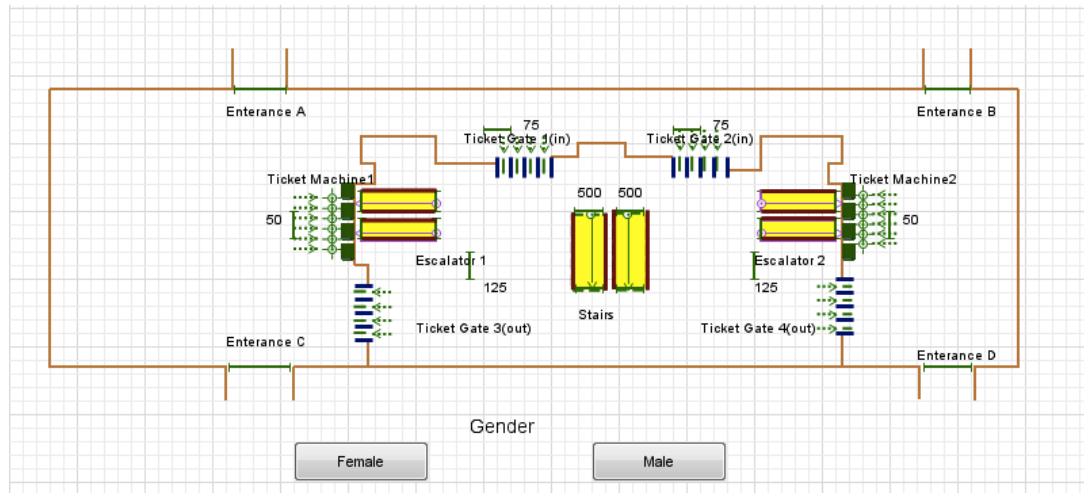 Enterance A
Enterance B
75
75
Ticket Gate 1(in)
Ticket Gate 2(in)
Ticket Machine1
Ticket Machine2
500
500
50
50
Escalator 1
Escalator 2
125
125
Stairs
Ticket Gate 3(out)
Ticket Gate 4(out)
Enterance C
Enterance D
Gender
Female
Male